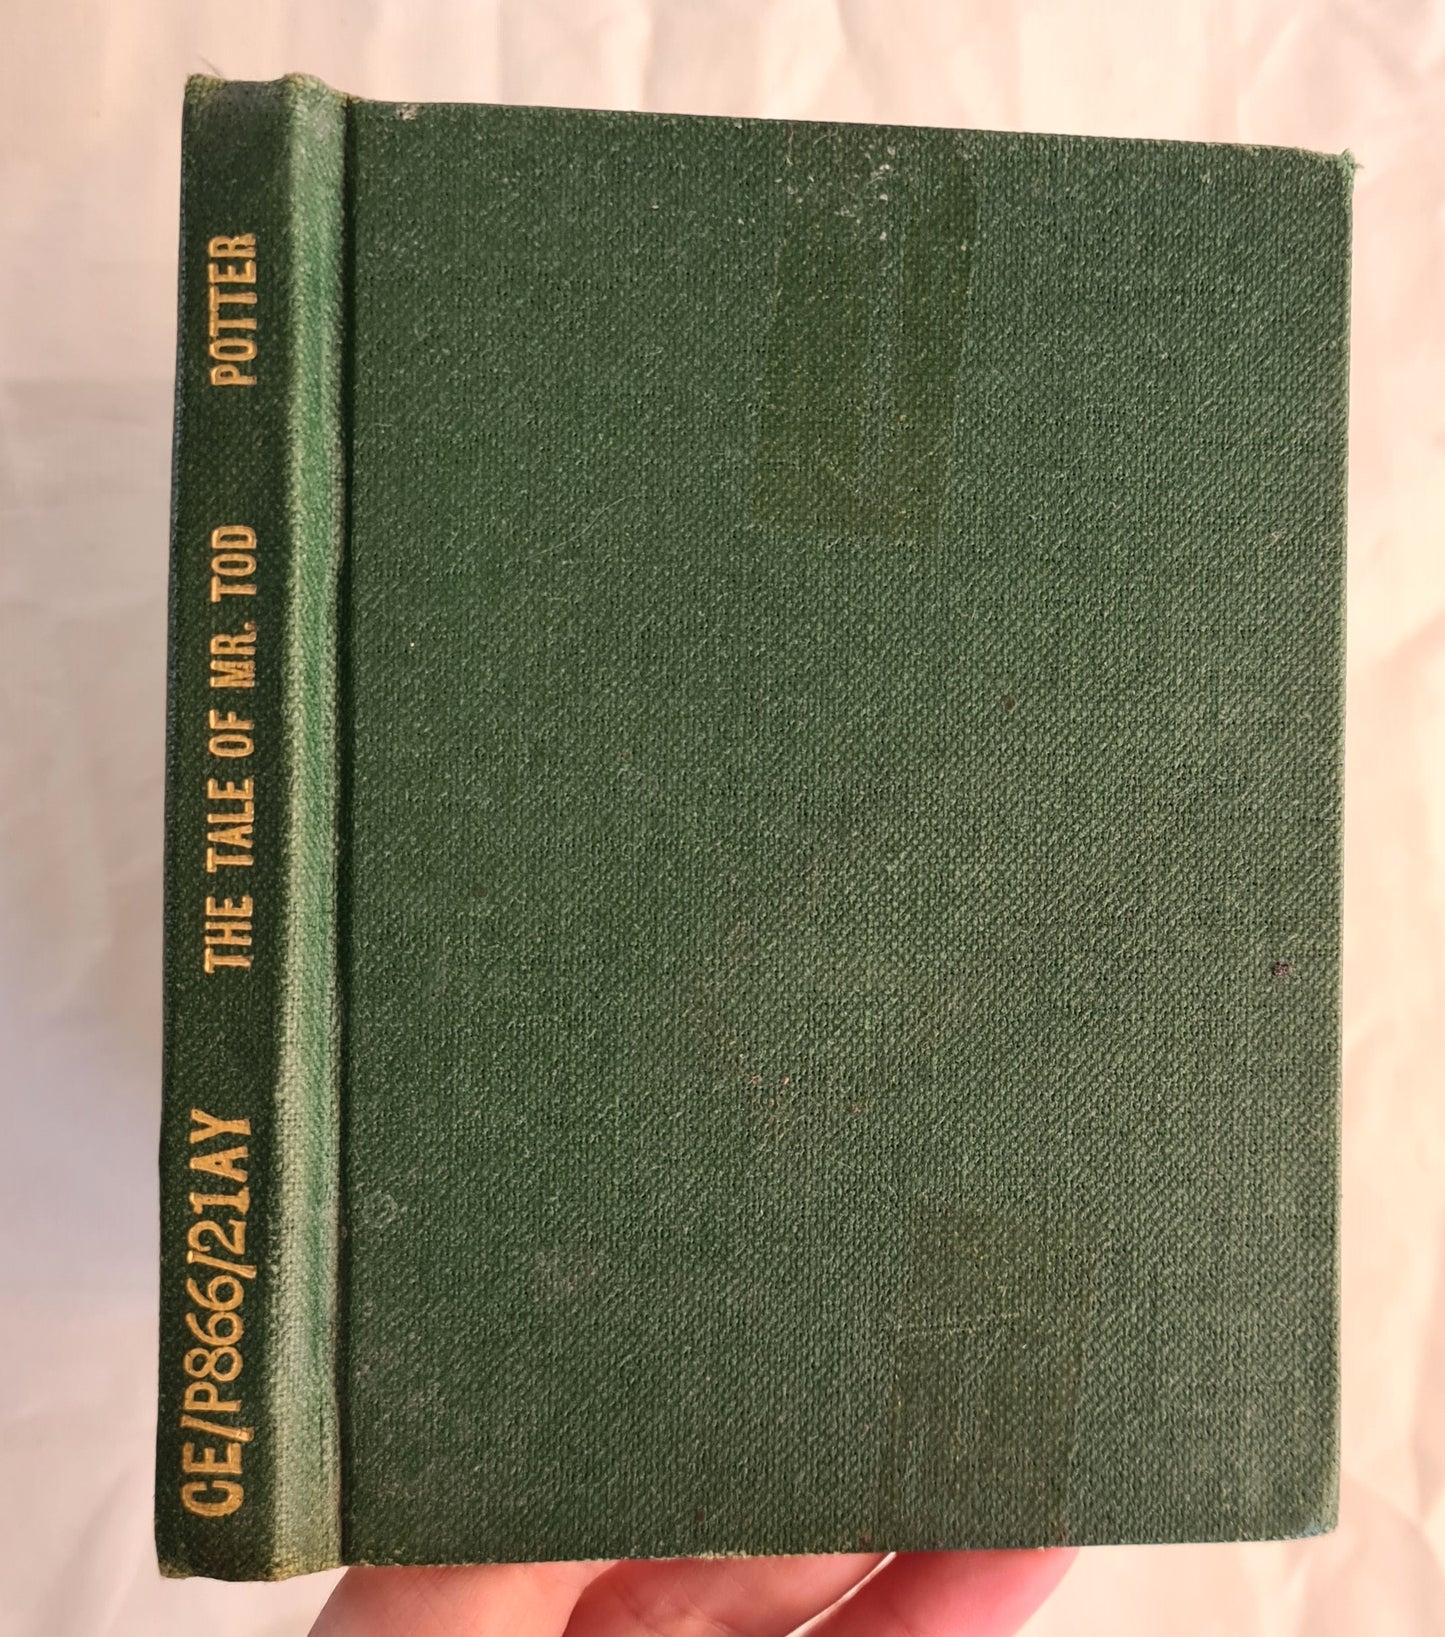 CE/P866/21AY THE TALE OF MR. TOD POTTER